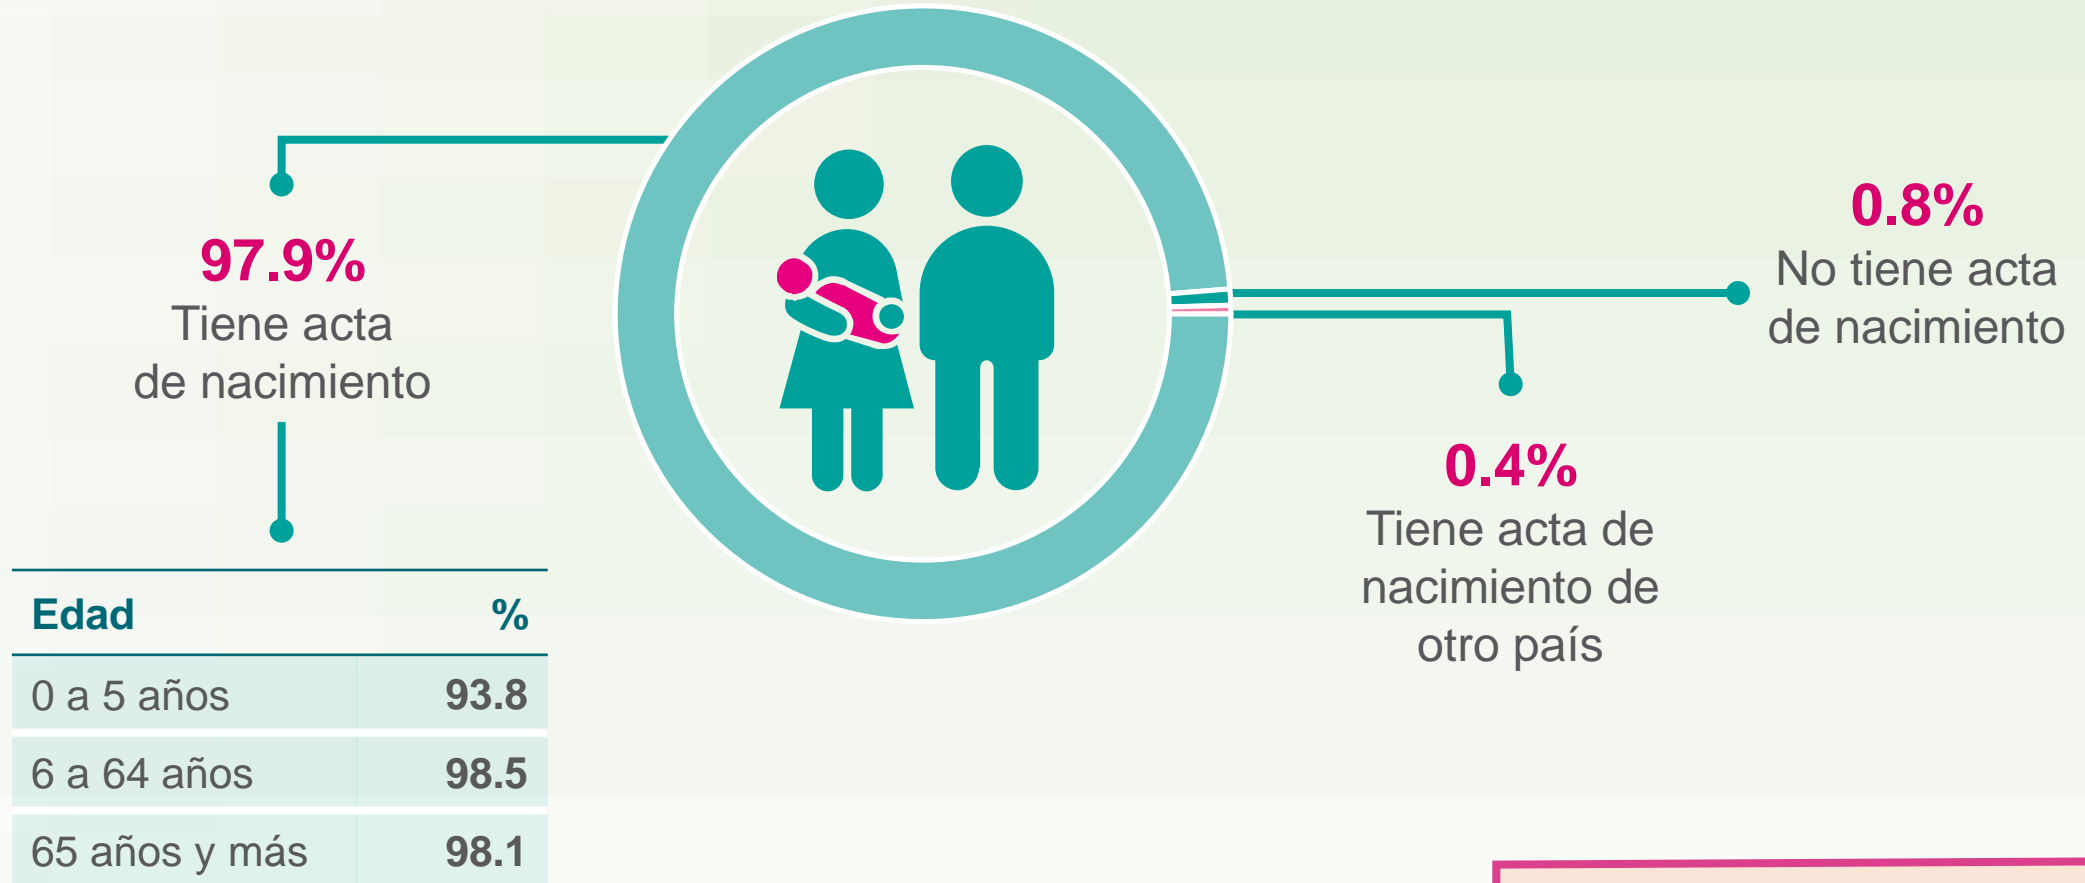 97.9%
Tiene acta
de nacimiento
Edad %
0 a 5 años 93.8
6 a 64 años 98.5
65 años y más 98.1
0.8%
No tiene acta
de nacimiento
0.4%
Tiene acta de
nacimiento de
otro país